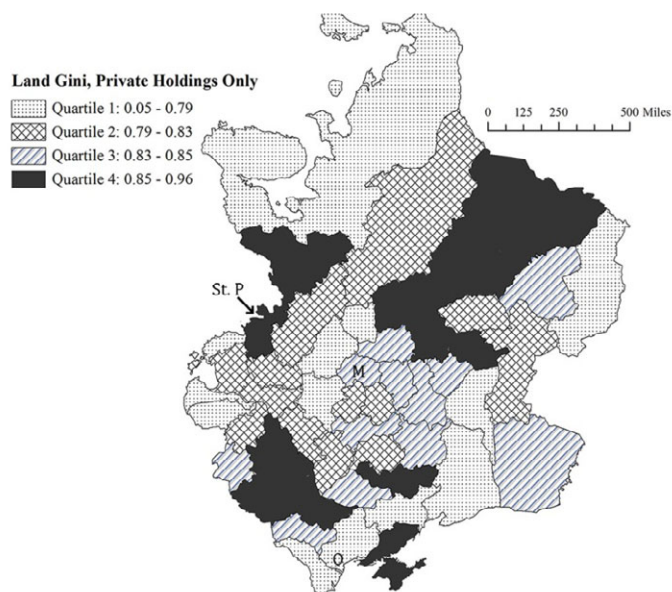 Land Gini, Private Holdings Only
Quartile 1: 0.05 - 0.79
Quartile 2: 0.79 - 0.83
Quartile 3: 0.83 - 0.85
Quartile 4: 0.85 - 0.96
0 125 250 500 Miles
St. P
M
O